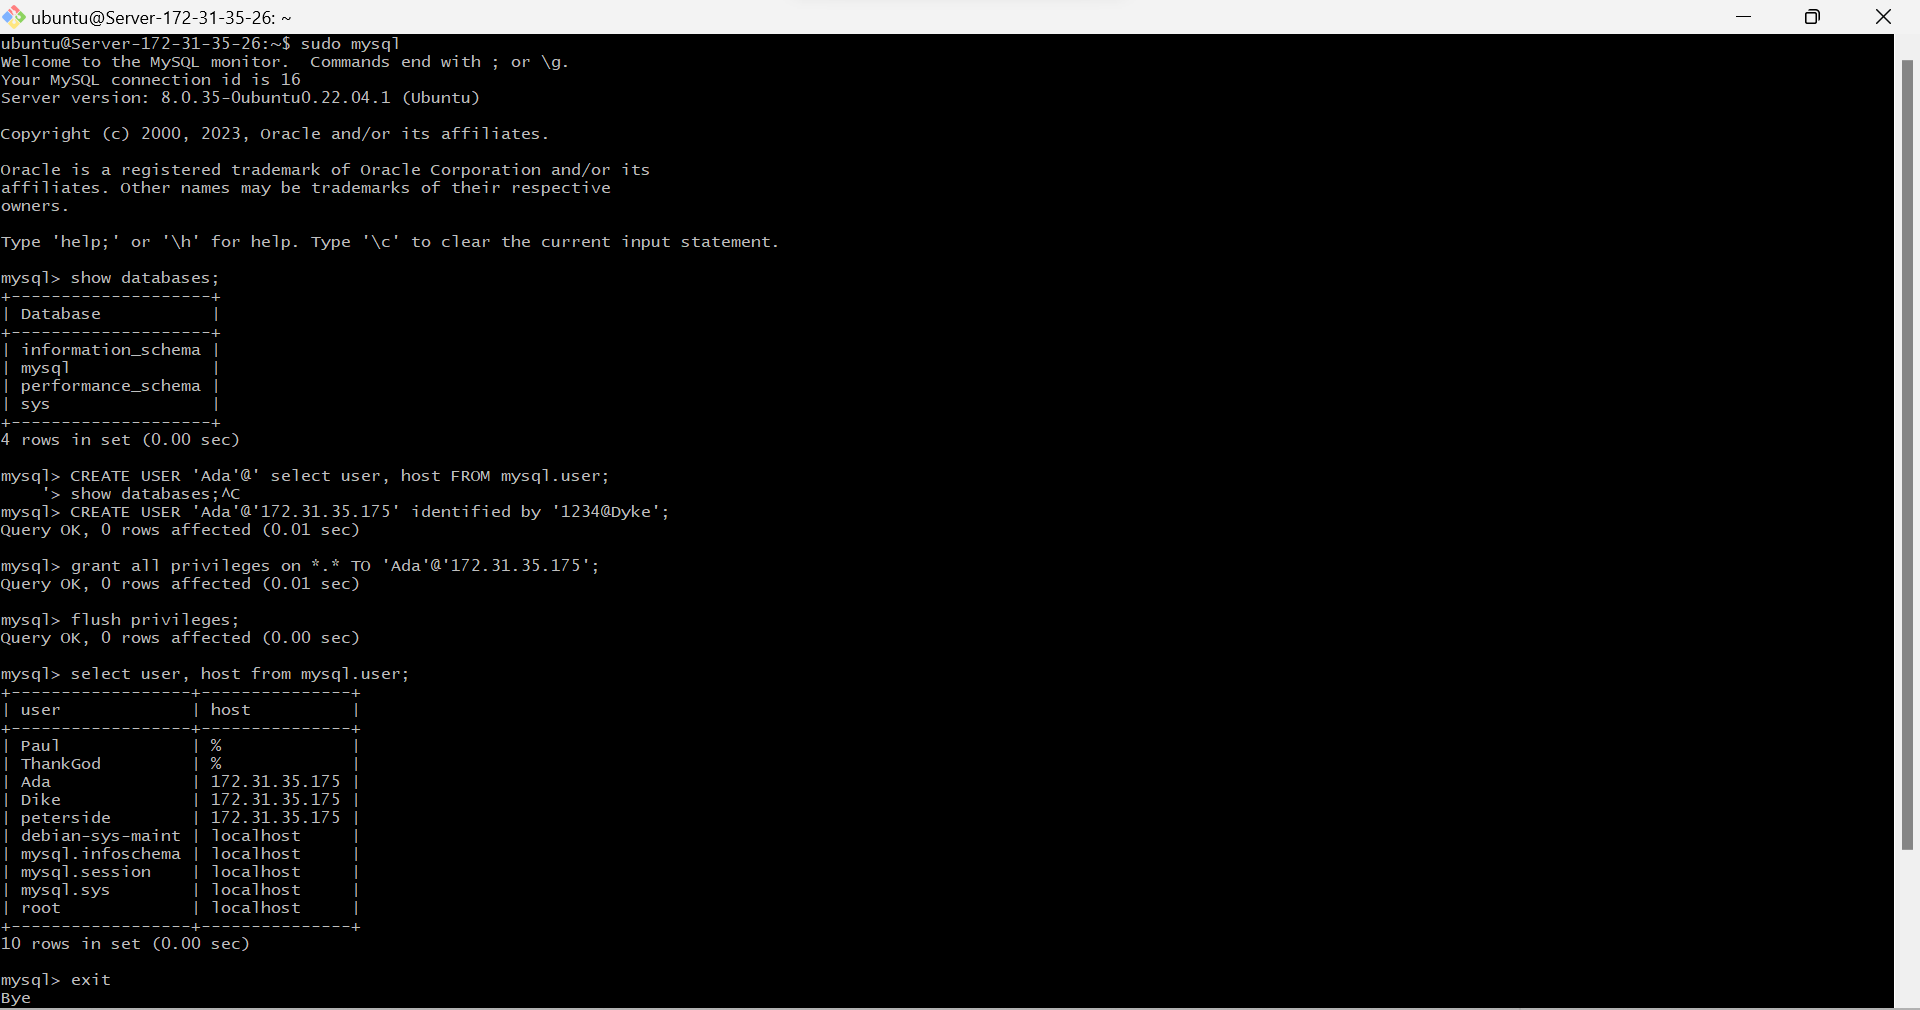 ubuntu@Server-172-31-35-26: ~
ubuntu@Server-172-31-35-26:~$ sudo mysql
Welcome to the MySQL monitor.  Commands end with ; or \g.
Your MySQL connection id is 16
Server version: 8.0.35-0ubuntu0.22.04.1 (Ubuntu)

Copyright (c) 2000, 2023, Oracle and/or its affiliates.

Oracle is a registered trademark of Oracle Corporation and/or its
affiliates. Other names may be trademarks of their respective
owners.

Type 'help;' or '\h' for help. Type '\c' to clear the current input statement.

mysql> show databases;
+--------------------+
| Database           |
+--------------------+
| information_schema |
| mysql              |
| performance_schema |
| sys                |
+--------------------+
4 rows in set (0.00 sec)

mysql> CREATE USER 'Ada'@' select user, host FROM mysql.user;
    '> show databases;^C
mysql> CREATE USER 'Ada'@'172.31.35.175' identified by '1234@Dyke';
Query OK, 0 rows affected (0.01 sec)

mysql> grant all privileges on *.* TO 'Ada'@'172.31.35.175';
Query OK, 0 rows affected (0.01 sec)

mysql> flush privileges;
Query OK, 0 rows affected (0.00 sec)

mysql> select user, host from mysql.user;
+------------------+---------------+
| user             | host          |
+------------------+---------------+
| Paul             | %             |
| ThankGod         | %             |
| Ada              | 172.31.35.175 |
| Dike             | 172.31.35.175 |
| peterside        | 172.31.35.175 |
| debian-sys-maint | localhost     |
| mysql.infoschema | localhost     |
| mysql.session    | localhost     |
| mysql.sys        | localhost     |
| root             | localhost     |
+------------------+---------------+
10 rows in set (0.00 sec)

mysql> exit
Bye